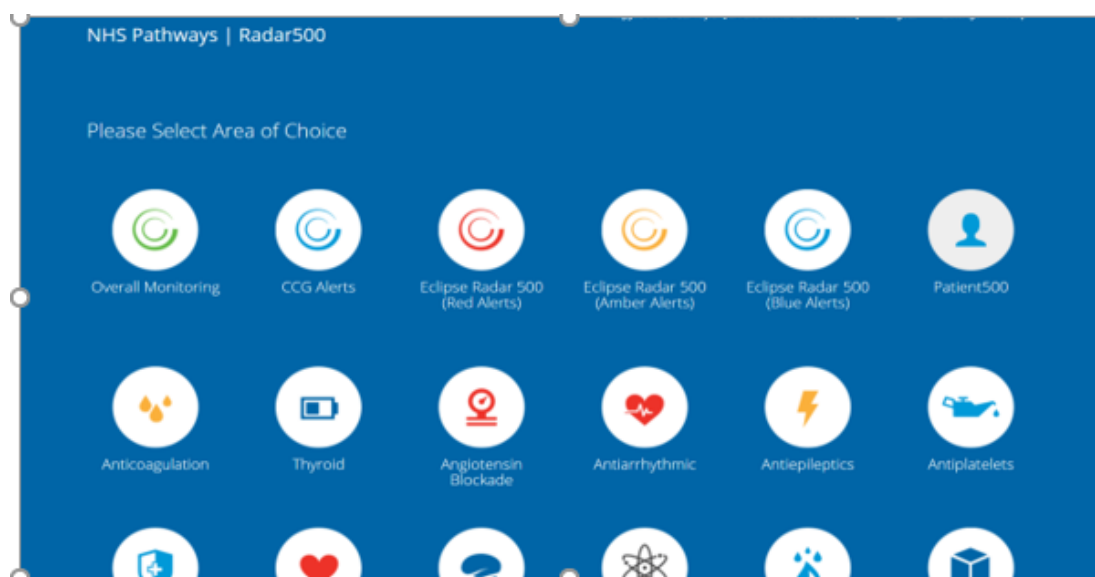 NHS Pathways | Radar500
Please Select Area of Choice
Overall Monitoring
CCG Alerts
Eclipse Radar 500
(Red Alerts)
Eclipse Radar 500
(Amber Alerts)
Eclipse Radar 500
(Blue Alerts)
Patient500
Anticoagulation
Thyroid
Angiotensin
Blockade
Antiarrhythmic
Antiepileptics
Antiplatelets